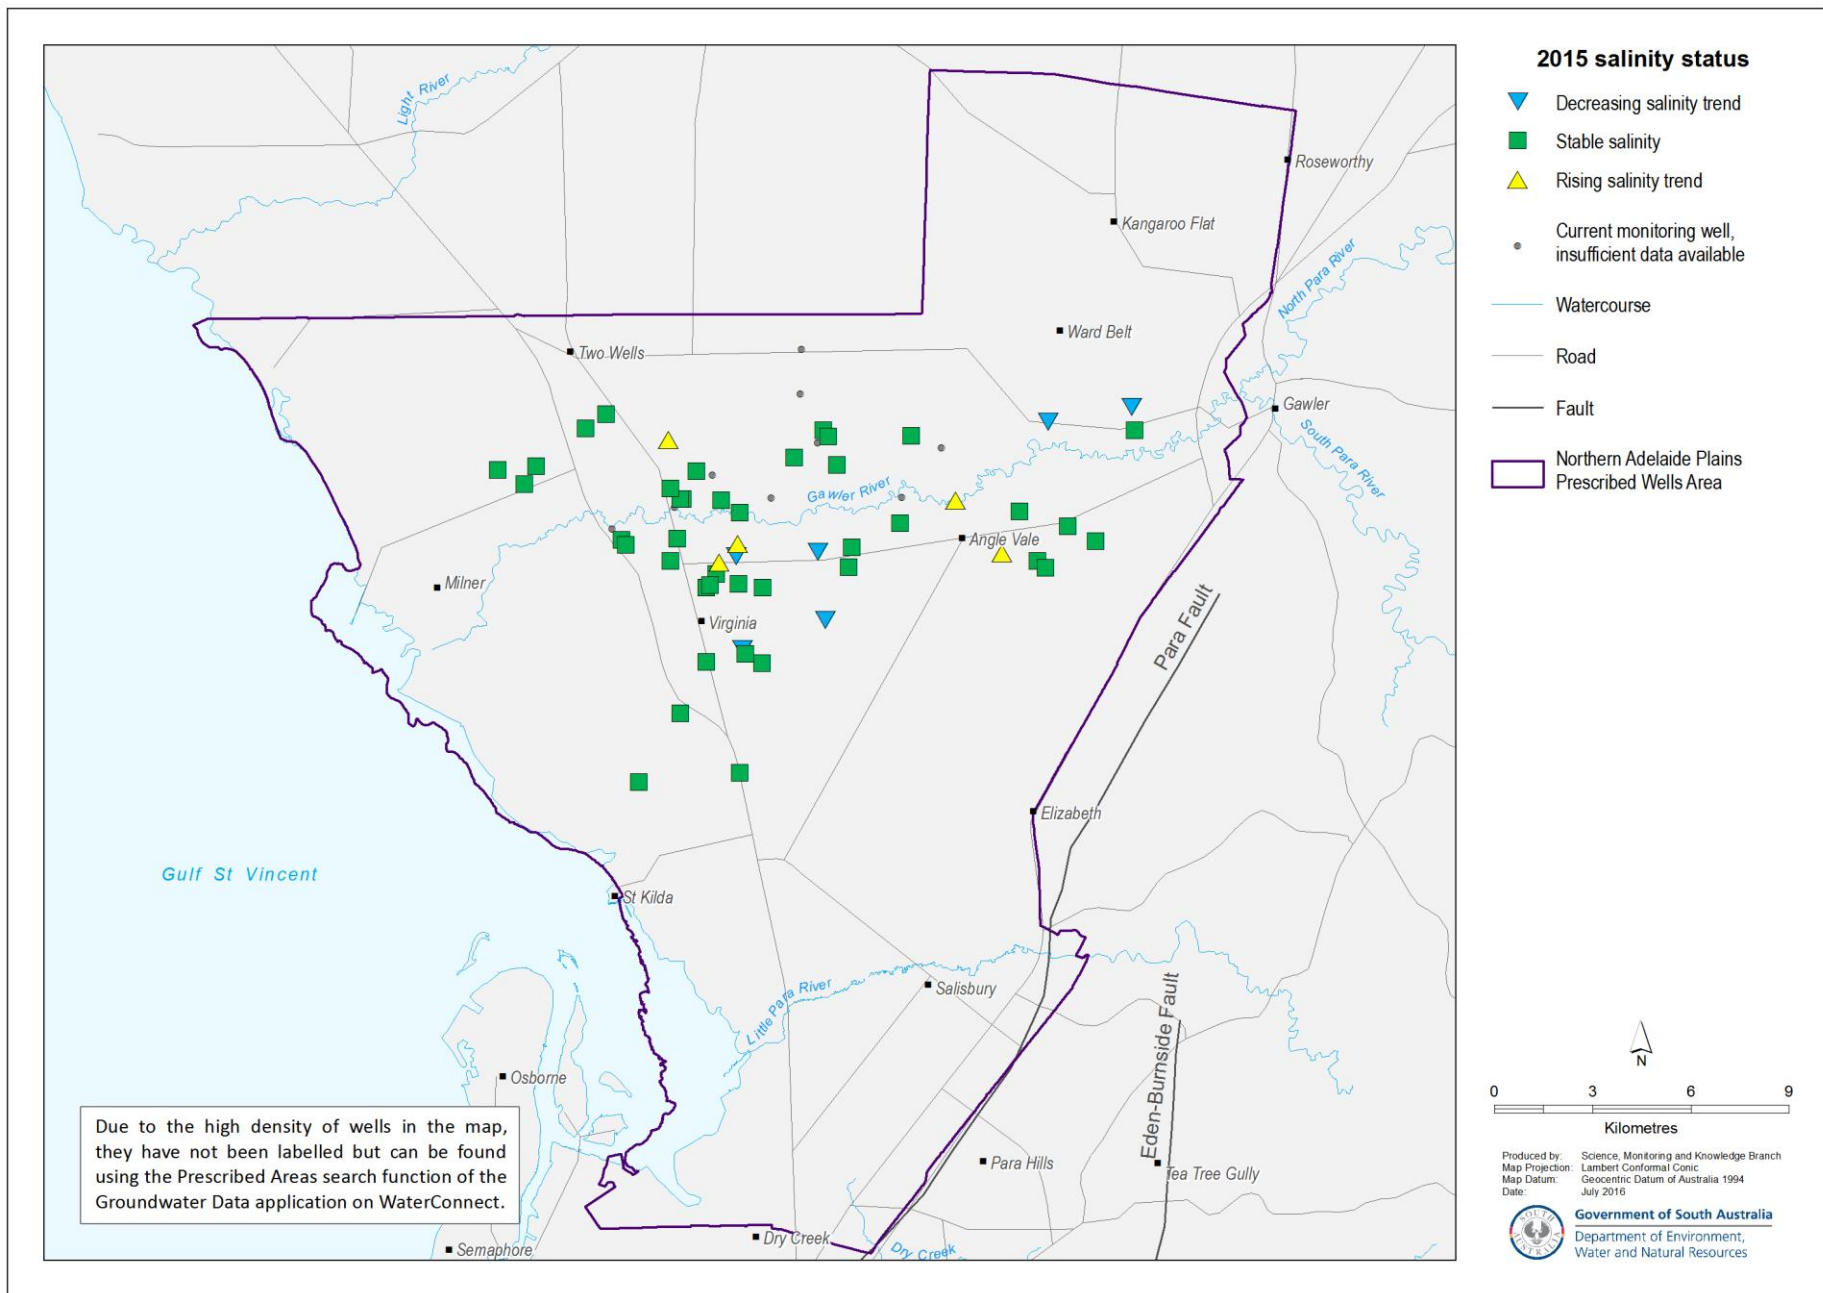 2015 salinity status
Decreasing salinity trend
Stable salinity
Rising salinity trend
Current monitoring well,
insufficient data available
Watercourse
Road
Fault
Northern Adelaide Plains
Prescribed Wells Area
Light River
Roseworthy
Kangaroo Flat
North Para River
Ward Belt
Two Wells
Gawler
South Para River
Gawler River
Angle Vale
Milner
Virginia
Para Fault
Elizabeth
Gulf St Vincent
St Kilda
Salisbury
Little Para River
Eden-Burnside Fault
Osborne
Para Hills
Tea Tree Gully
Dry Creek
Dry Creek
Semaphore
Due to the high density of wells in the map,
they have not been labelled but can be found
using the Prescribed Areas search function of the
Groundwater Data application on WaterConnect.
N
0 3 6 9
Kilometres
Produced by: Science, Monitoring and Knowledge Branch
Map Projection: Lambert Conformal Conic
Map Datum: Geocentric Datum of Australia 1994
Date: July 2016
SOUTH
AUSTRALIA
Government of South Australia
Department of Environment,
Water and Natural Resources